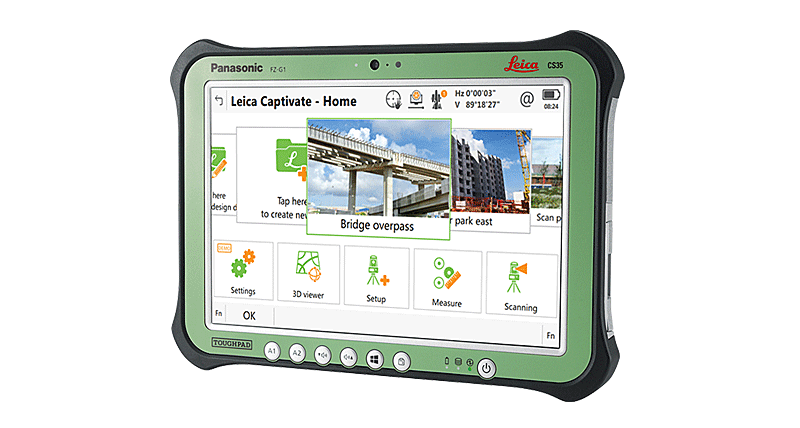 Panasonic FZ-G1
Leica CS35
Leica Captivate - Home
Hz 0°00'03"
V 89°18'27"
@
08:24
here
design d
Tap here
to create new
Bridge overpass
r park east
Scan p
DEMO
Settings
3D viewer
Setup
Measure
Scanning
Fn
OK
Fn
TOUGHPAD
A1
A2